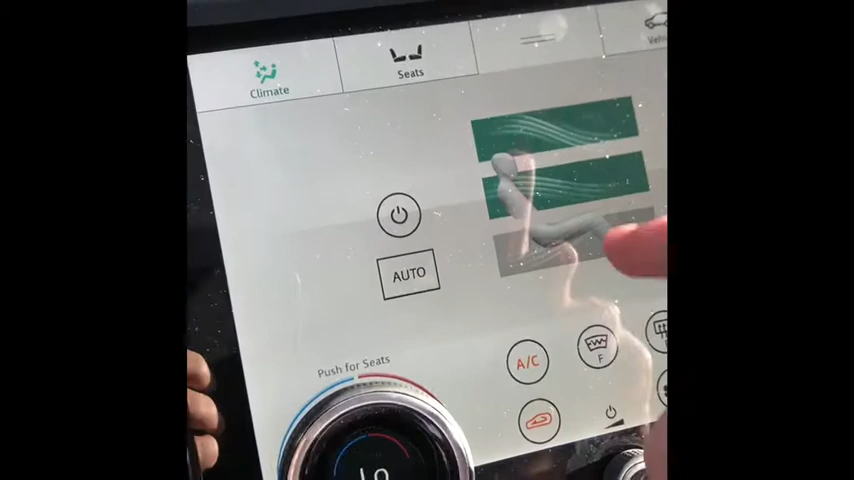 Climate
Seats
AUTO
Push for Seats
A/C
F
LO